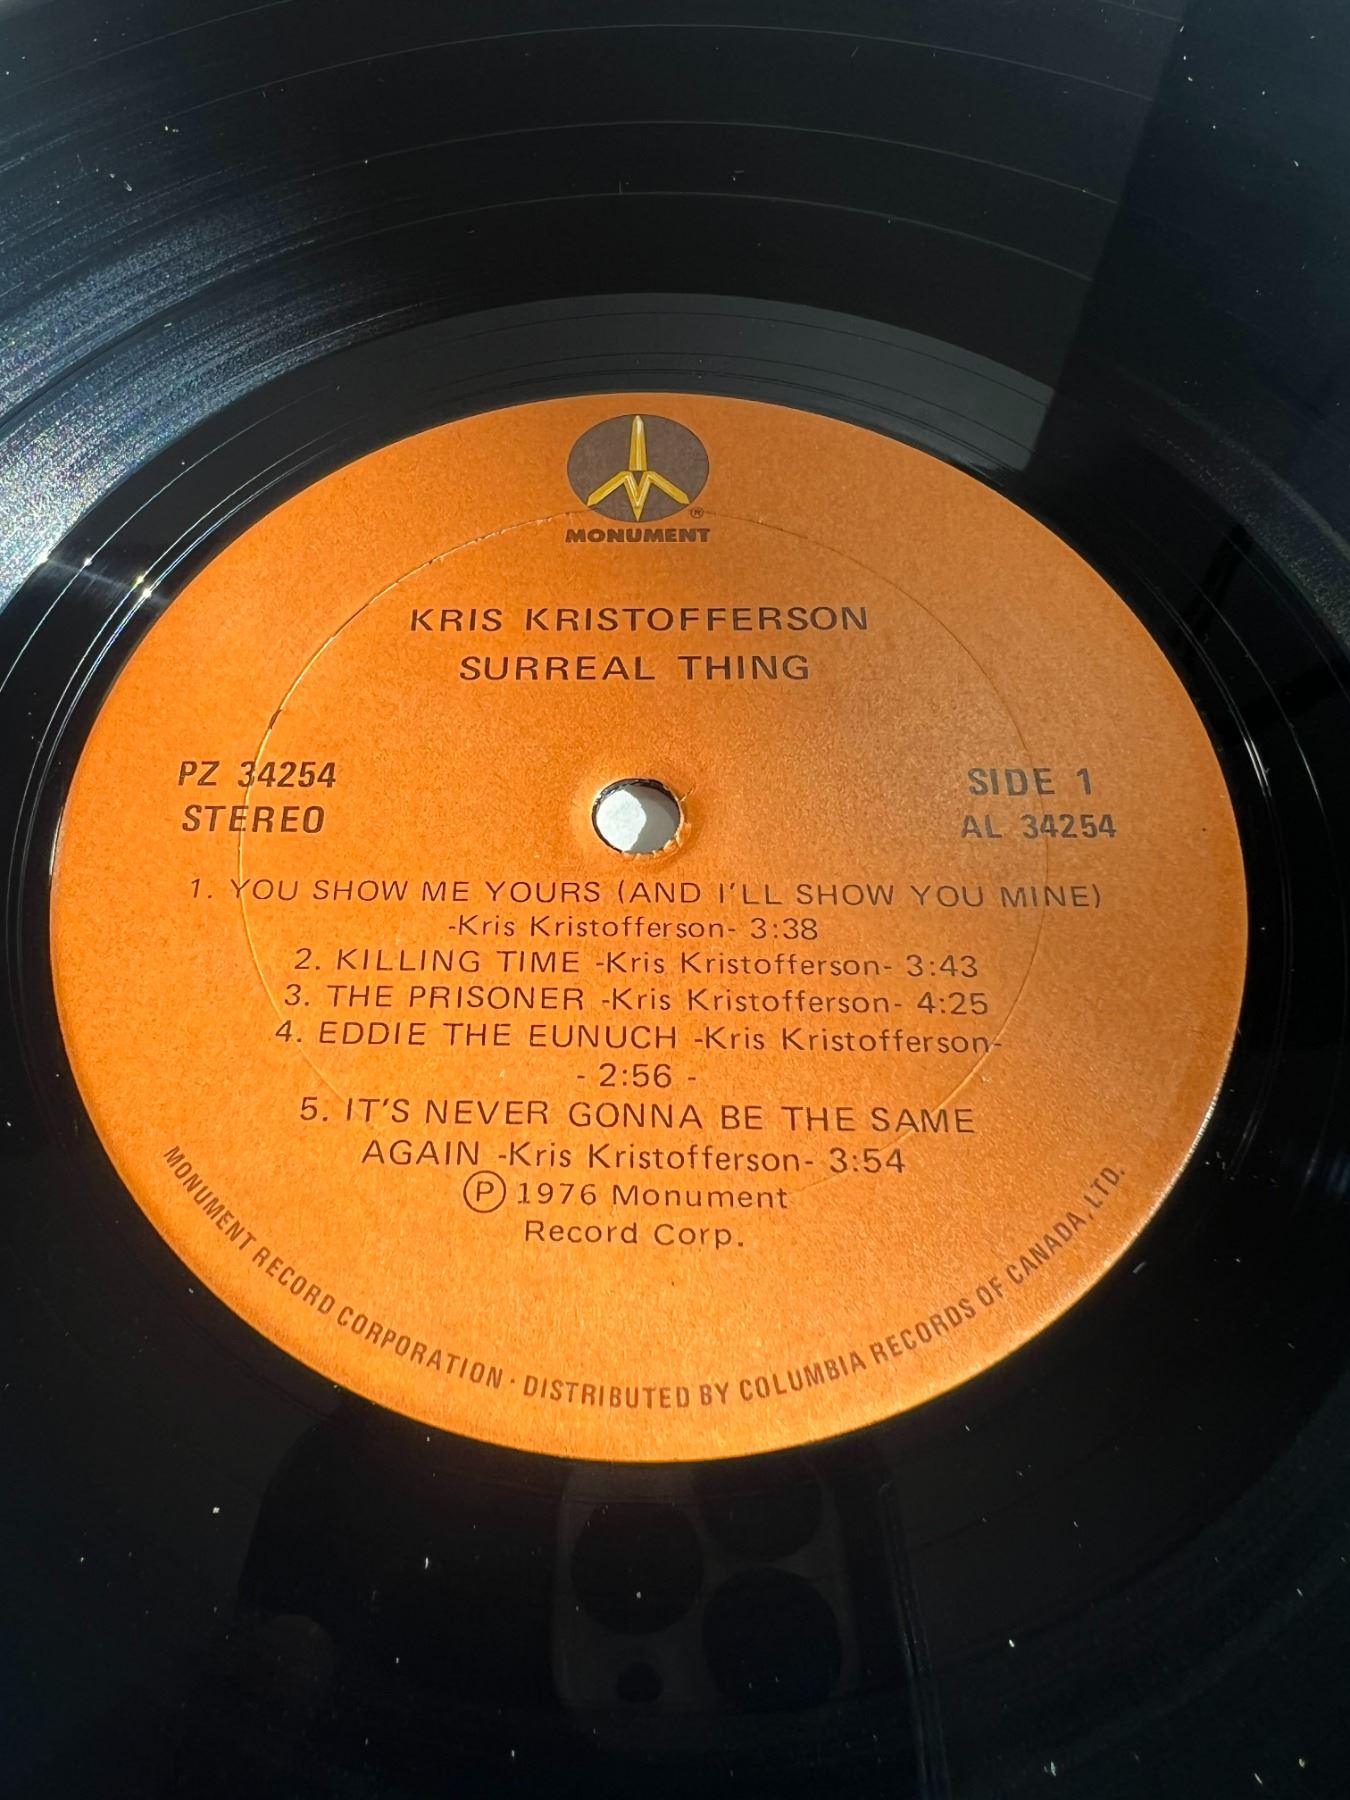 ®
MONUMENT
KRIS KRISTOFFERSON
SURREAL THING
PZ 34254
STEREO
SIDE 1
AL 34254
1. YOU SHOW ME YOURS (AND I'LL SHOW YOU MINE)
-Kris Kristofferson- 3:38
2. KILLING TIME -Kris Kristofferson- 3:43
3. THE PRISONER -Kris Kristofferson- 4:25
4. EDDIE THE EUNUCH -Kris Kristofferson-
- 2:56 -
5. IT'S NEVER GONNA BE THE SAME
AGAIN -Kris Kristofferson- 3:54
Ⓟ 1976 Monument
Record Corp.
MONUMENT RECORD CORPORATION · DISTRIBUTED BY COLUMBIA RECORDS OF CANADA, LTD.